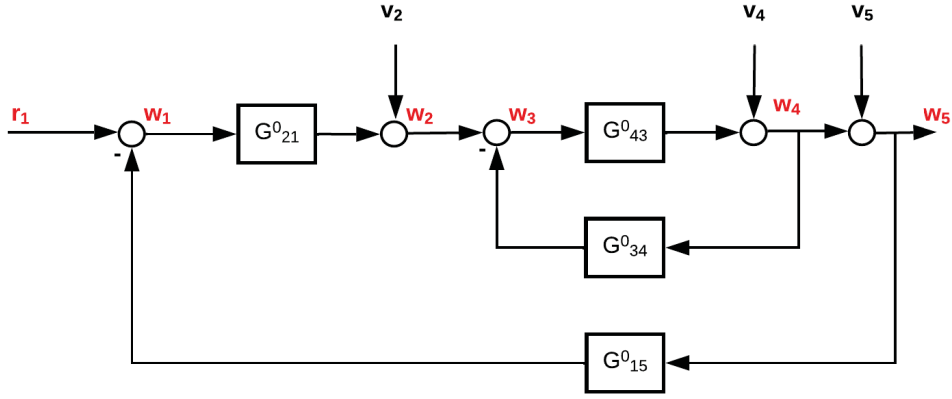 v₂ v₄ v₅
r₁ w₁ w₂ w₃ w₄ w₅
G⁰₂₁ G⁰₄₃
- -
G⁰₃₄
G⁰₁₅